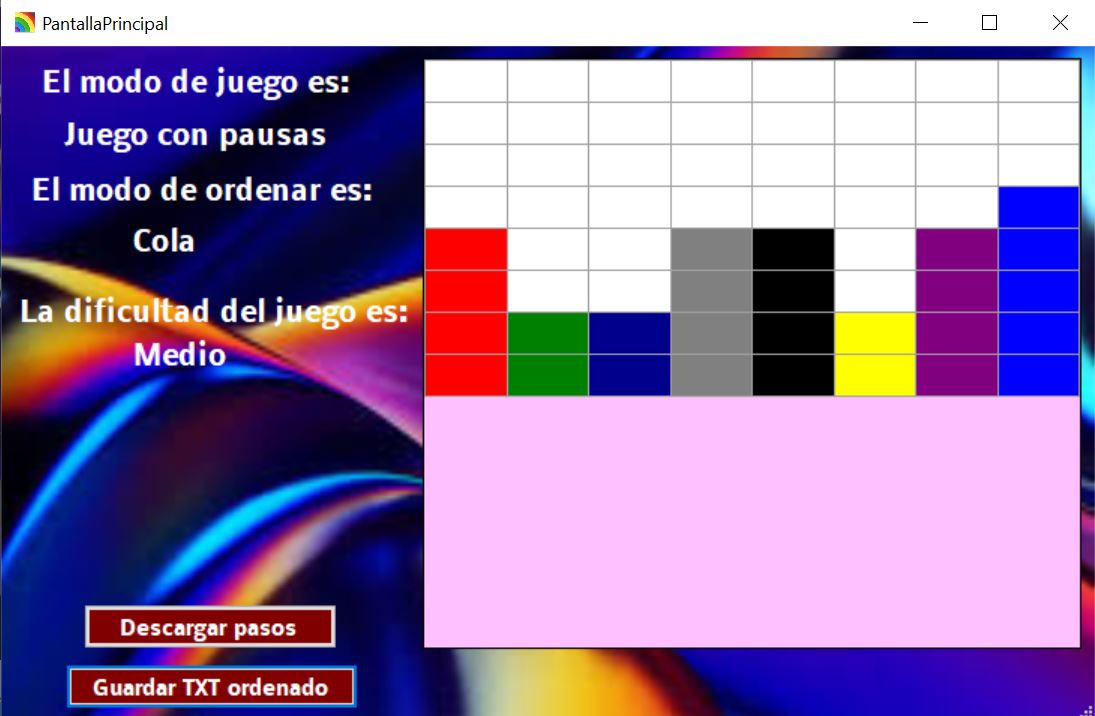 PantallaPrincipal
El modo de juego es:
Juego con pausas
El modo de ordenar es:
Cola
La dificultad del juego es:
Medio
Descargar pasos
Guardar TXT ordenado